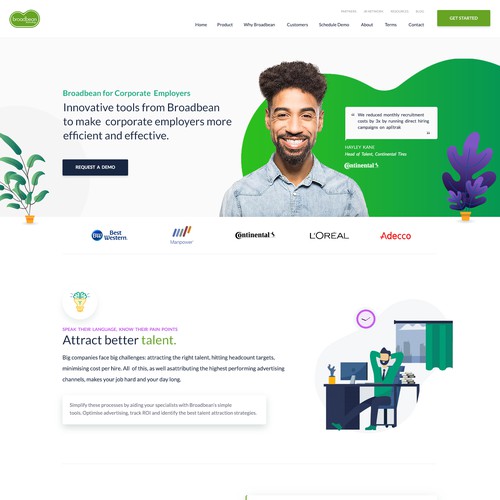 broadbean
PARTNERS
RESOURCES
BLOG
Home
Product
Why Broadbean
Customers
Schedule Demo
About
Terms
Contact
GET STARTED
Broadbean for Corporate Employers
Innovative tools from Broadbean
to make corporate employers more
efficient and effective.
REQUEST A DEMO
We reduced monthly recruitment
costs by 3x by running direct hiring
campaigns on aplitrak
HAYLEY KANE
Head of Talent, Continental Tires
Continental
BW Best
Western
Manpower
Continental
L'ORÉAL
Adecco
SPEAK THEIR LANGUAGE. KNOW THEIR PAIN POINTS
Attract better talent.
Big companies face big challenges: attracting the right talent, hitting headcount targets,
minimising cost per hire. All of this, as well asattributing the highest performing advertising
channels, makes your job hard and your day long.
Simplify these processes by aiding your specialists with Broadbean's simple
tools. Optimise advertising, track ROI and identify the best talent attraction strategies.